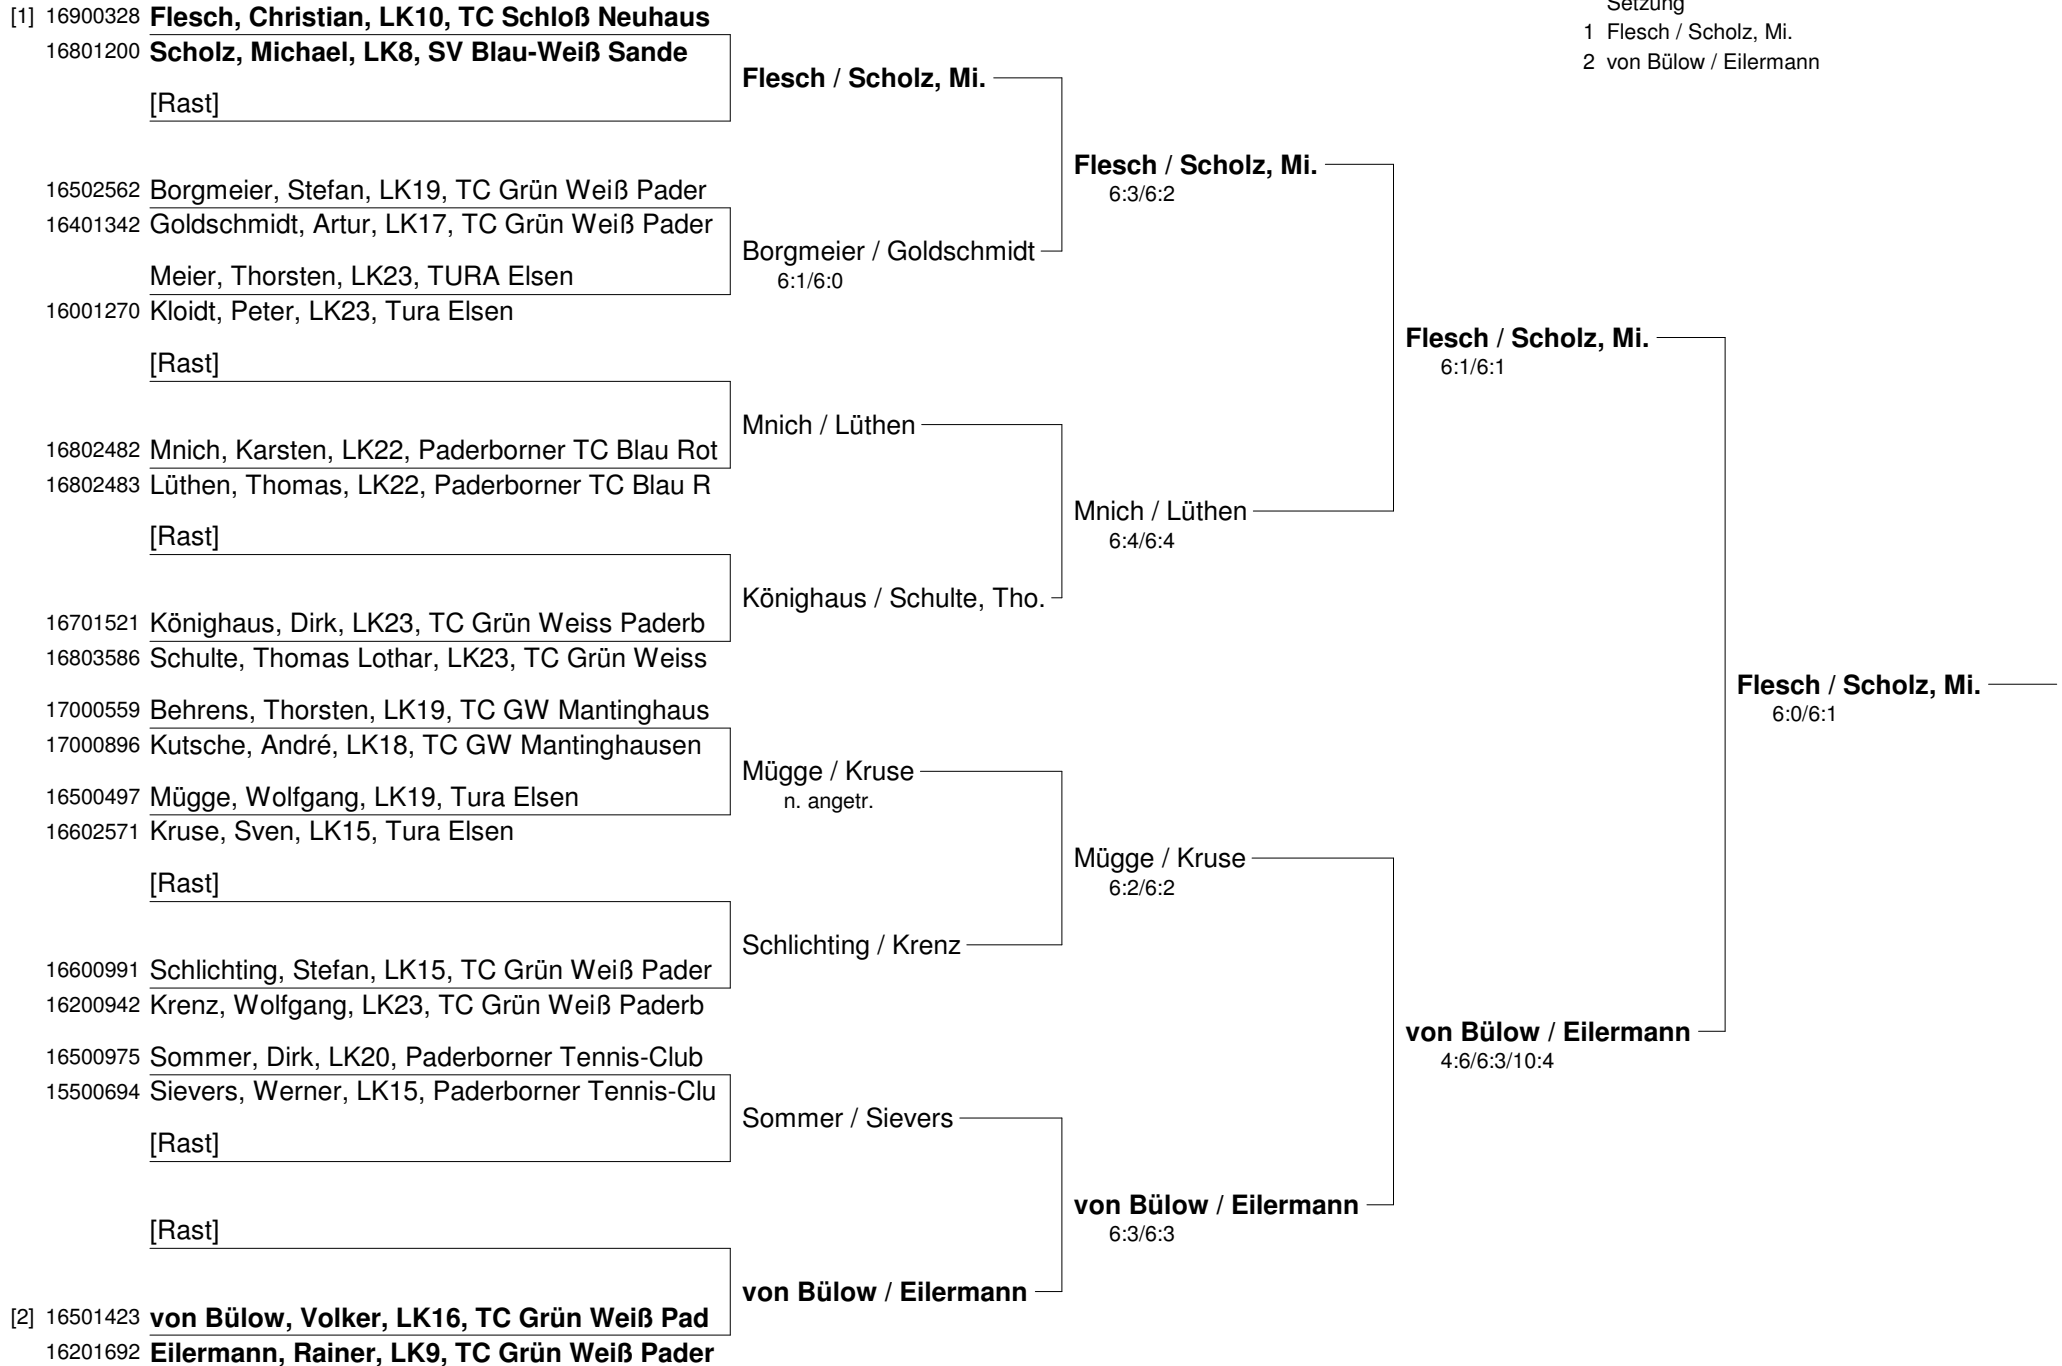 [1] 16900328 Flesch, Christian, LK10, TC Schloß Neuhaus
16801200 Scholz, Michael, LK8, SV Blau-Weiß Sande
[Rast]
16502562 Borgmeier, Stefan, LK19, TC Grün Weiß Pader
16401342 Goldschmidt, Artur, LK17, TC Grün Weiß Pader
Meier, Thorsten, LK23, TURA Elsen
16001270 Kloidt, Peter, LK23, Tura Elsen
[Rast]
16802482 Mnich, Karsten, LK22, Paderborner TC Blau Rot
16802483 Lüthen, Thomas, LK22, Paderborner TC Blau R
[Rast]
16701521 Könighaus, Dirk, LK23, TC Grün Weiss Paderb
16803586 Schulte, Thomas Lothar, LK23, TC Grün Weiss
17000559 Behrens, Thorsten, LK19, TC GW Mantinghaus
17000896 Kutsche, André, LK18, TC GW Mantinghausen
16500497 Mügge, Wolfgang, LK19, Tura Elsen
16602571 Kruse, Sven, LK15, Tura Elsen
[Rast]
16600991 Schlichting, Stefan, LK15, TC Grün Weiß Pader
16200942 Krenz, Wolfgang, LK23, TC Grün Weiß Paderb
16500975 Sommer, Dirk, LK20, Paderborner Tennis-Club
15500694 Sievers, Werner, LK15, Paderborner Tennis-Clu
[Rast]
[Rast]
[2] 16501423 von Bülow, Volker, LK16, TC Grün Weiß Pad
16201692 Eilermann, Rainer, LK9, TC Grün Weiß Pader
Flesch / Scholz, Mi.
Borgmeier / Goldschmidt
6:1/6:0
Mnich / Lüthen
Könighaus / Schulte, Tho.
Mügge / Kruse
n. angetr.
Schlichting / Krenz
Sommer / Sievers
von Bülow / Eilermann
Flesch / Scholz, Mi.
6:3/6:2
Mnich / Lüthen
6:4/6:4
Mügge / Kruse
6:2/6:2
von Bülow / Eilermann
6:3/6:3
Flesch / Scholz, Mi.
6:1/6:1
von Bülow / Eilermann
4:6/6:3/10:4
Flesch / Scholz, Mi.
6:0/6:1
Setzung
1 Flesch / Scholz, Mi.
2 von Bülow / Eilermann